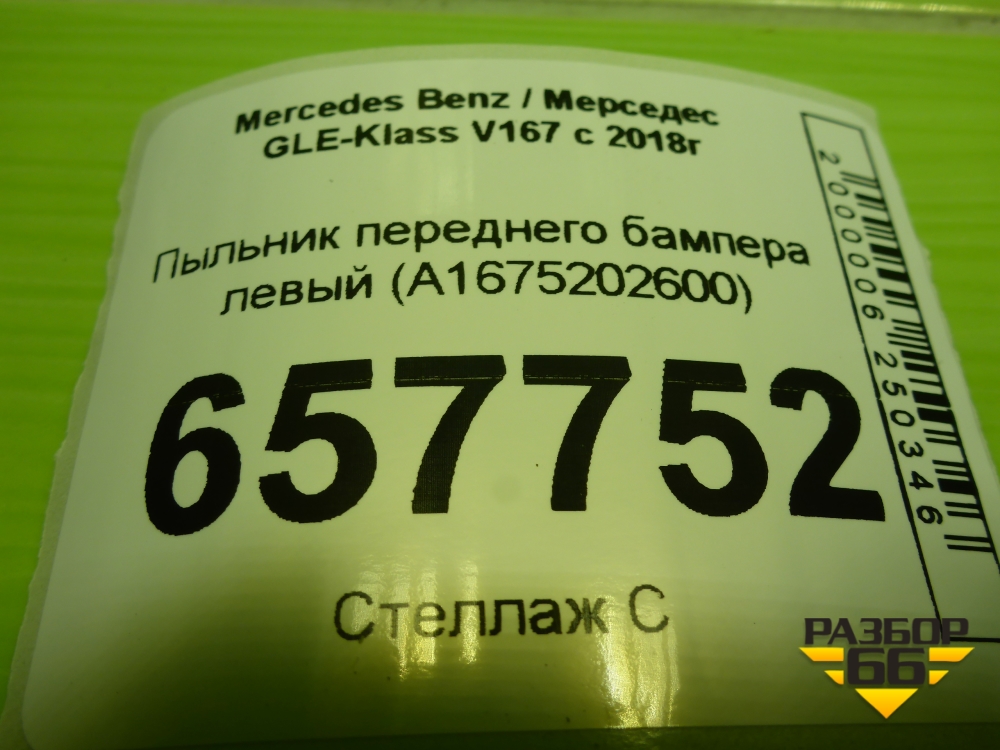 Mercedes Benz / Мерседес
GLE-Klass V167 с 2018г
Пыльник переднего бампера
левый (A1675202600)
657752
Стеллаж С
2000006250346
РАЗБОР
66